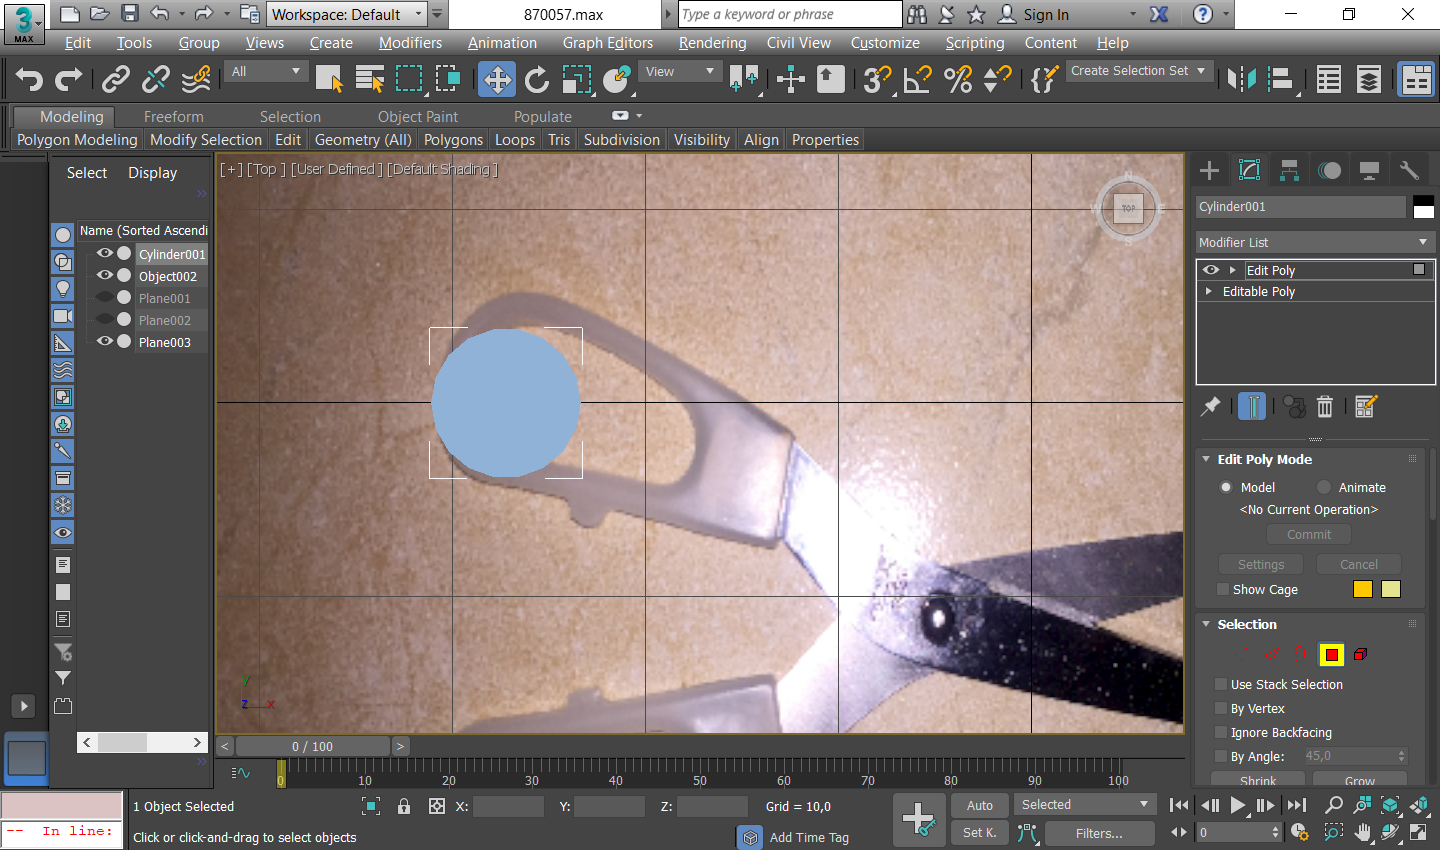 3
MAX
Workspace: Default
870057.max
Type a keyword or phrase
Sign In
Edit Tools Group Views Create Modifiers Animation Graph Editors Rendering Civil View Customize Scripting Content Help
All
View
3
Create Selection Set
Modeling Freeform Selection Object Paint Populate
Polygon Modeling Modify Selection Edit Geometry (All) Polygons Loops Tris Subdivision Visibility Align Properties
Select Display
Name (Sorted Ascendi
Cylinder001
Object002
Plane001
Plane002
Plane003
[+] [Top ] [User Defined ] [Default Shading ]
N
W TOP E
S
y
z x
Cylinder001
Modifier List
Edit Poly
Editable Poly
Edit Poly Mode
Model Animate
<No Current Operation>
Commit
Settings Cancel
Show Cage
Selection
Use Stack Selection
By Vertex
Ignore Backfacing
By Angle: 45,0
Shrink Grow
< 0 / 100 >
0 10 20 30 40 50 60 70 80 90 100
1 Object Selected
X: Y: Z: Grid = 10,0
Auto Selected
-- In line:
Click or click-and-drag to select objects
Add Time Tag
Set K. Filters...
0